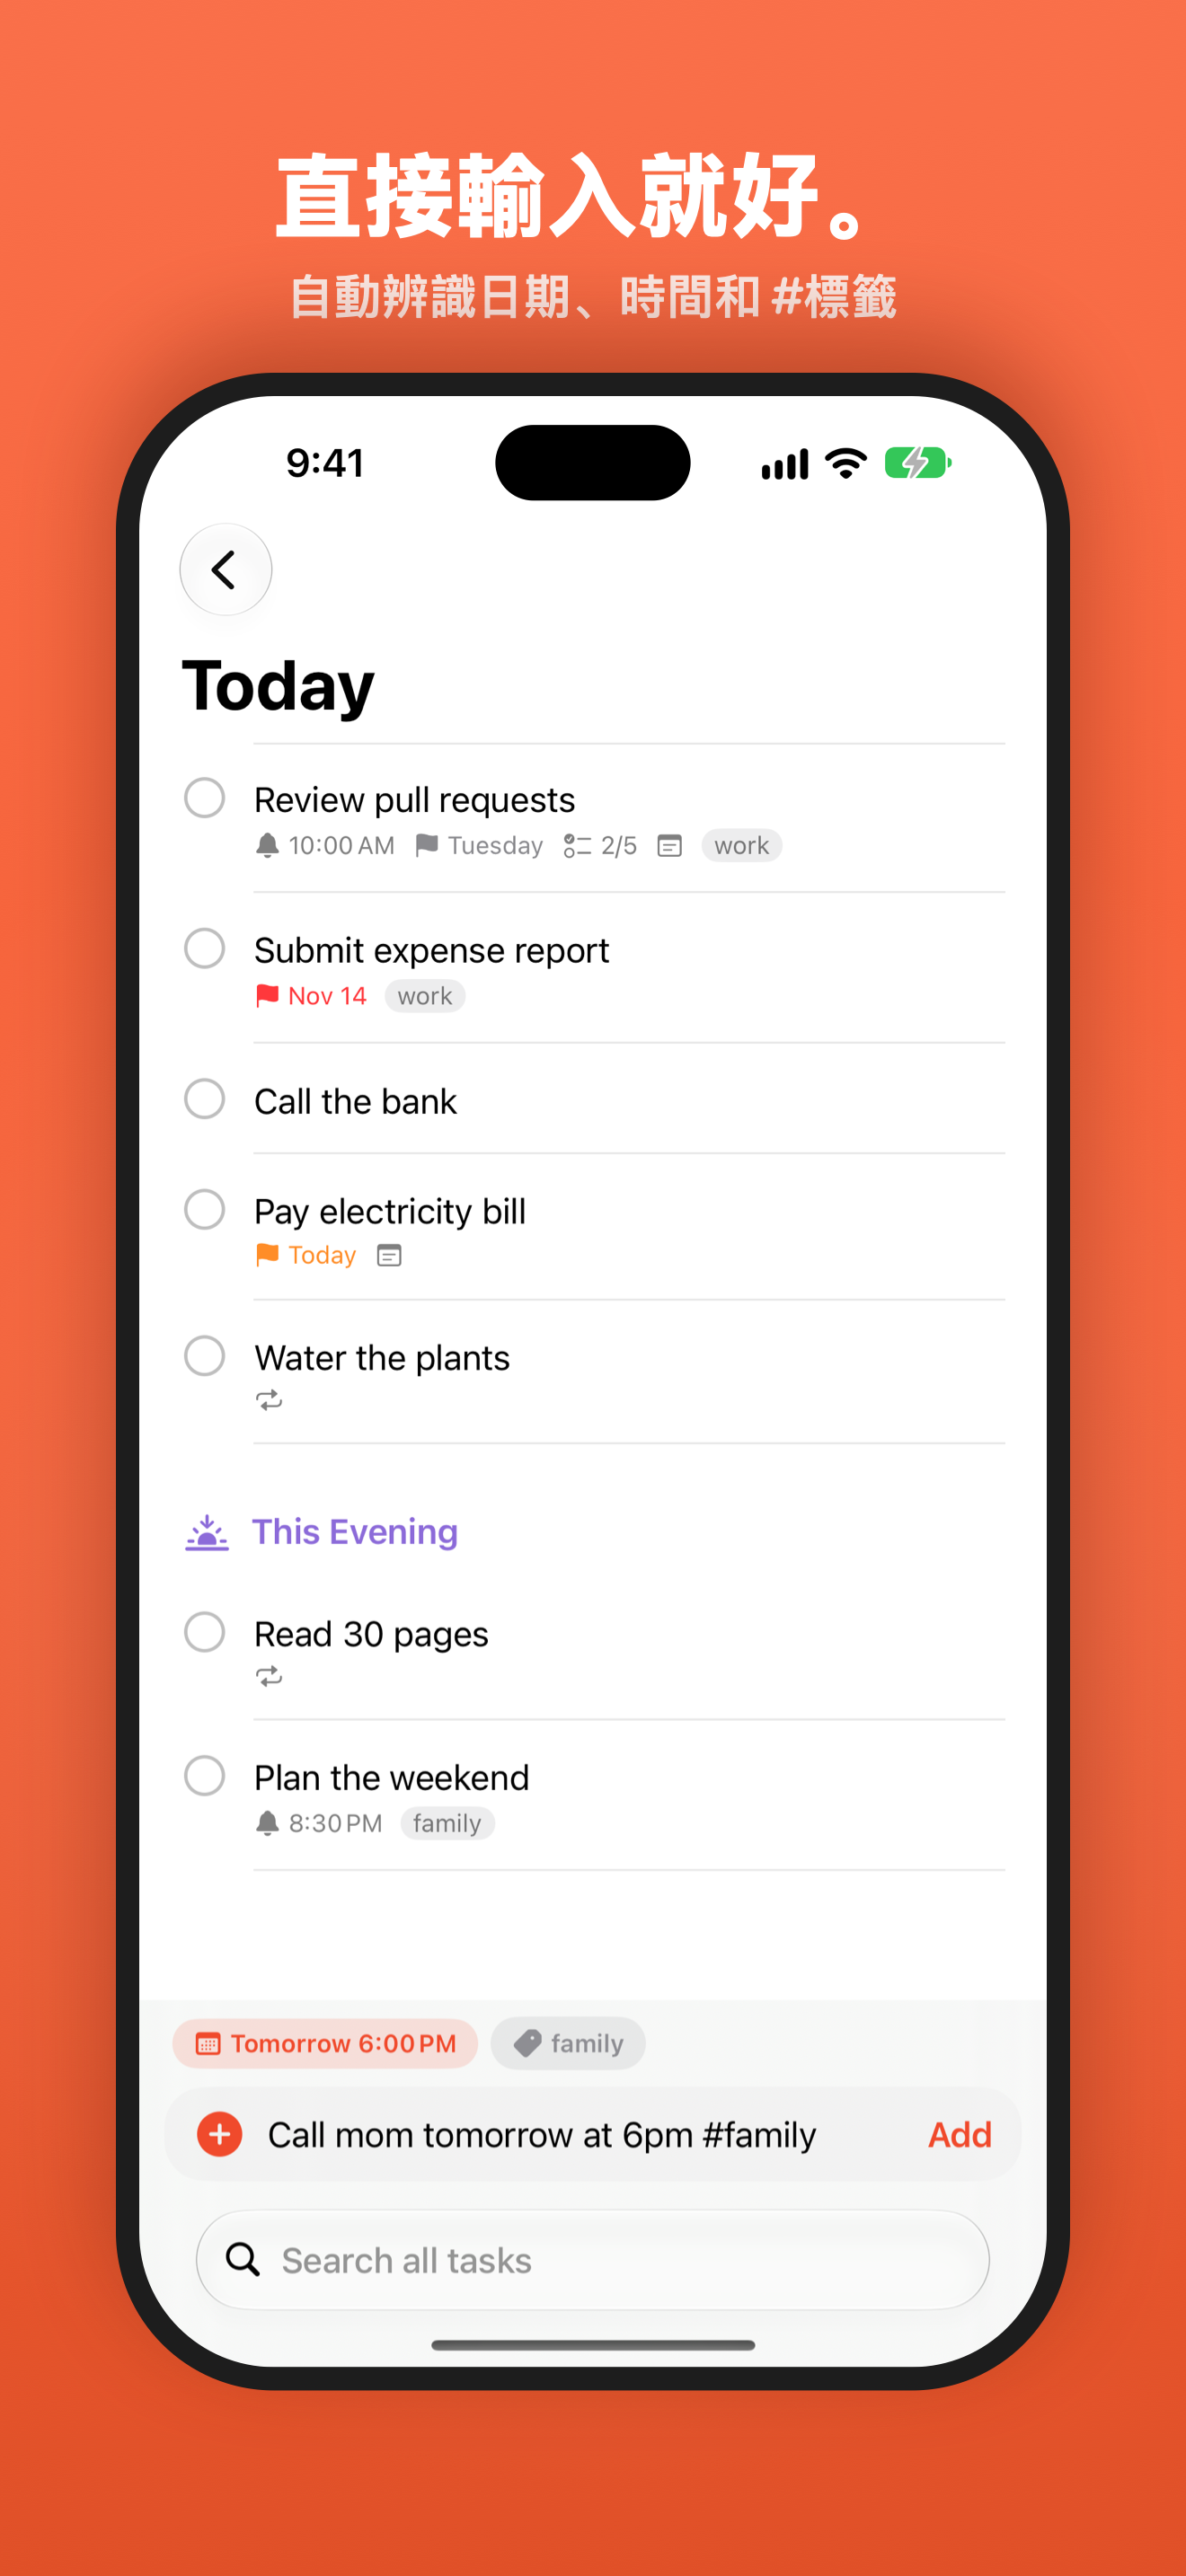 直接輸入就好。
自動辨識日期、時間和 #標籤
9:41
Today
Review pull requests
10:00 AM Tuesday 2/5 work
Submit expense report
Nov 14 work
Call the bank
Pay electricity bill
Today
Water the plants
This Evening
Read 30 pages
Plan the weekend
8:30 PM family
Tomorrow 6:00 PM family
Call mom tomorrow at 6pm #family Add
Search all tasks